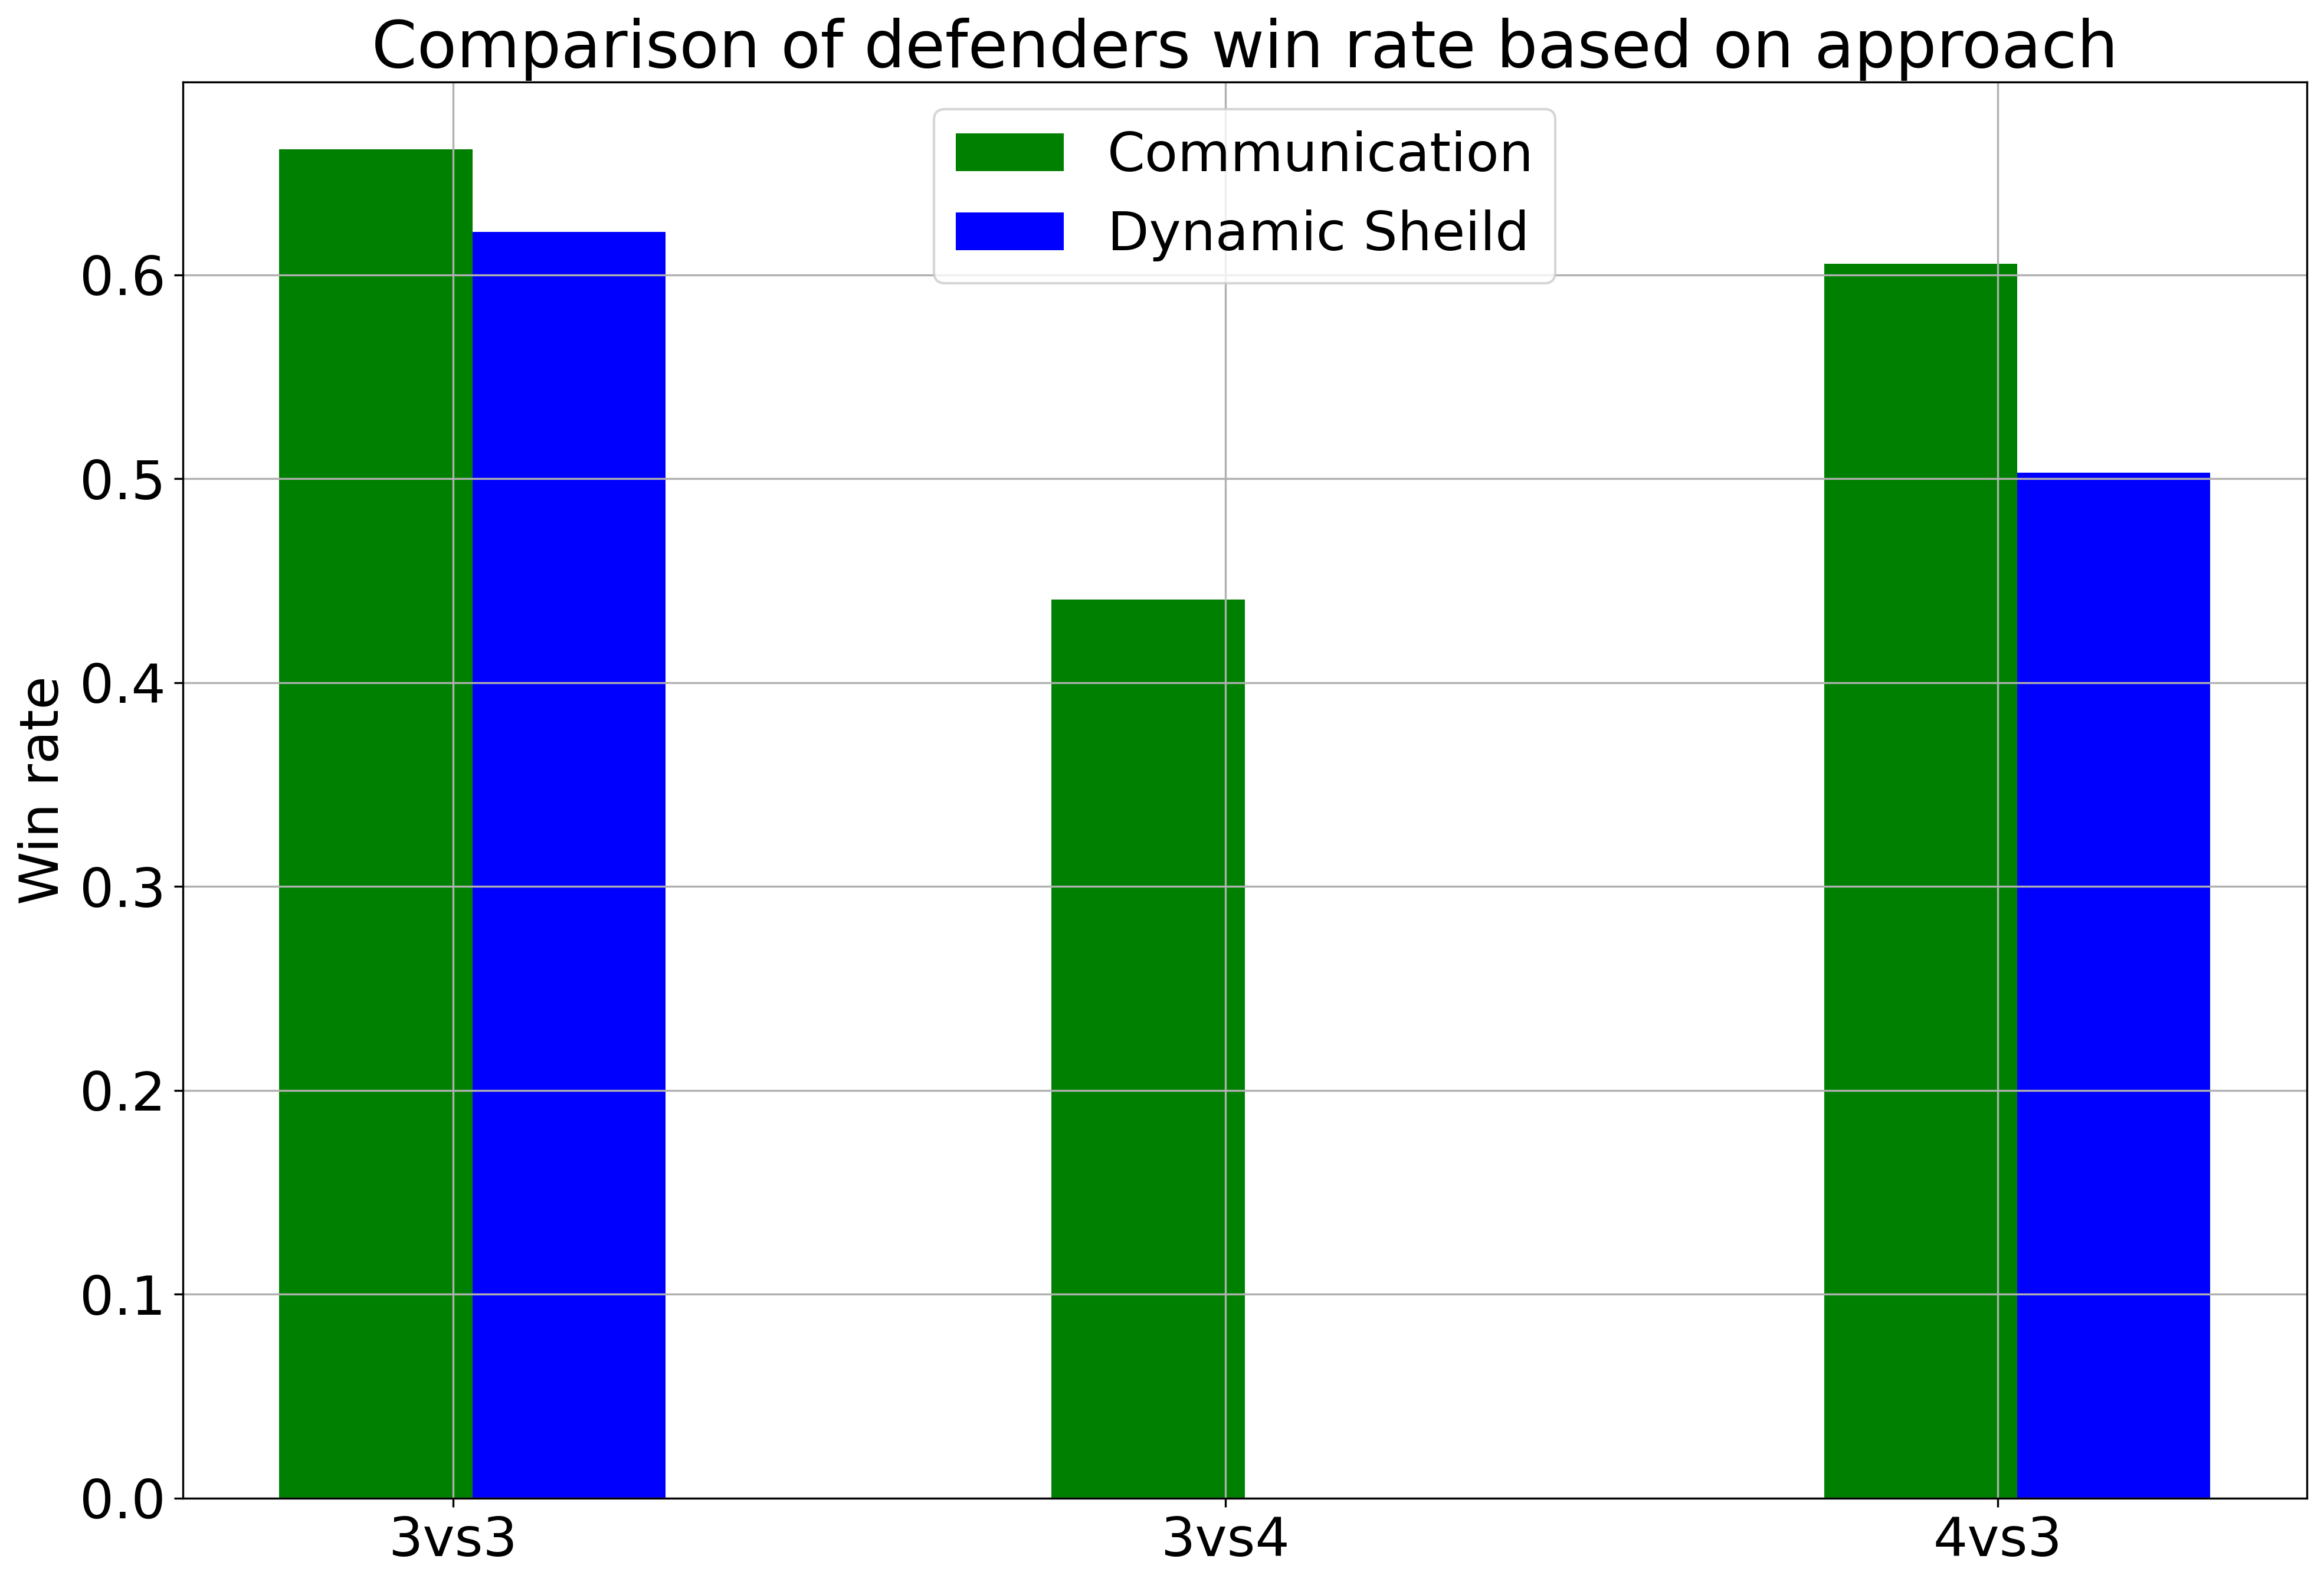 Comparison of defenders win rate based on approach
Communication
Dynamic Sheild
Win rate
0.6
0.5
0.4
0.3
0.2
0.1
0.0
3vs3
3vs4
4vs3